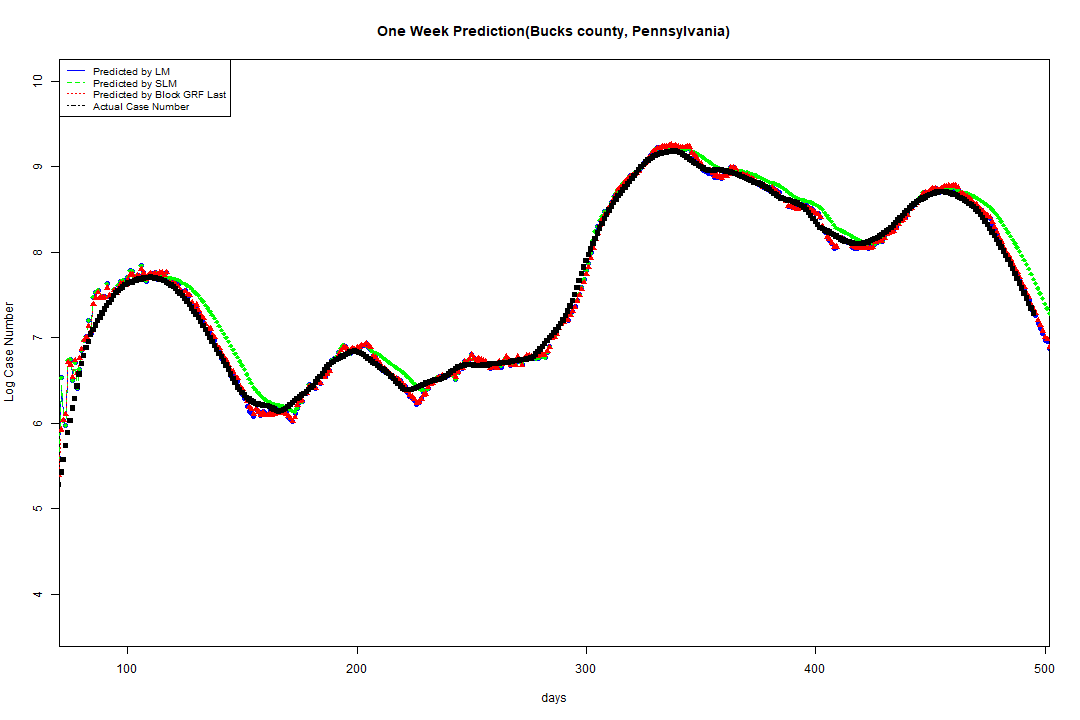 One Week Prediction(Bucks county, Pennsylvania)
Predicted by LM
Predicted by SLM
Predicted by Block GRF Last
Actual Case Number
10
9
8
7
6
5
4
Log Case Number
100 200 300 400 500
days